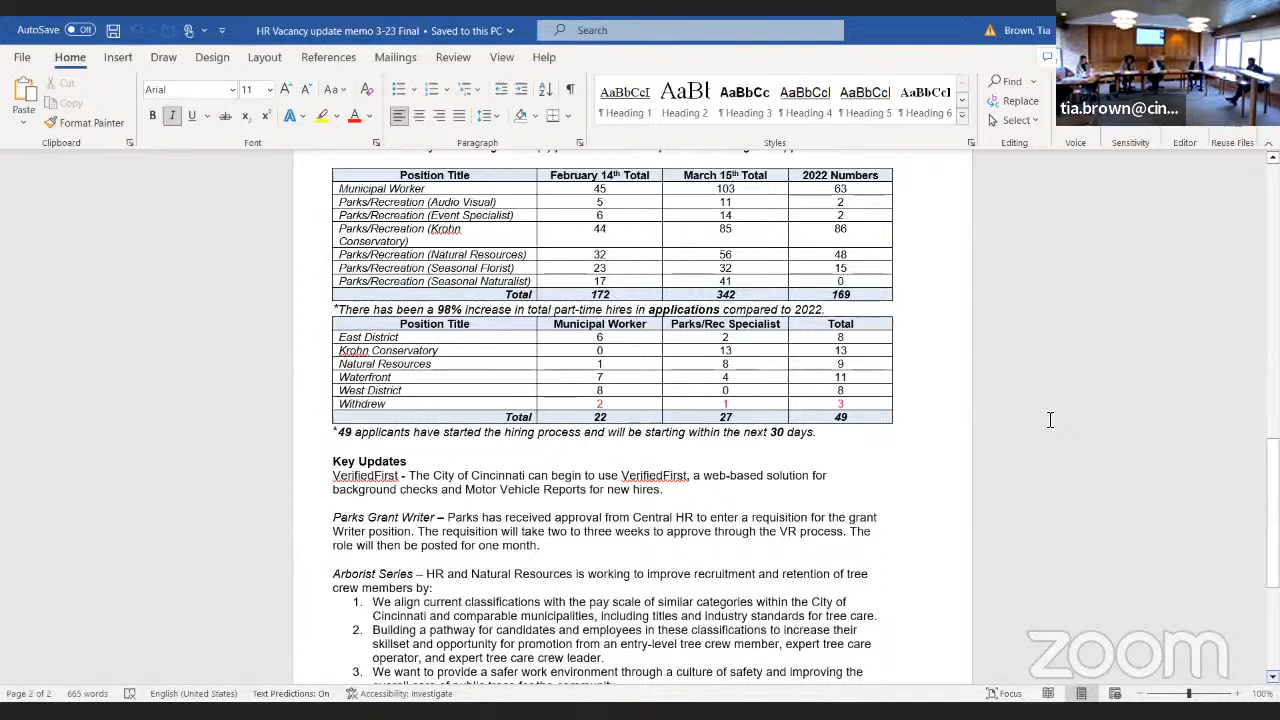 AutoSave Off HR Vacancy update memo 3-23 Final • Saved to this PC Search Brown, Tia
File Home Insert Draw Design Layout References Mailings Review View Help
Paste Cut Copy Format Painter
Arial 11
AaBbCcI AaBt AaBbCc AaBbCcI AaBbCcI AaBbCcI
¶ Heading 1 ¶ Heading 2 ¶ Heading 3 ¶ Heading 4 ¶ Heading 5 ¶ Heading 6
Find Replace Select
tia.brown@cin...
Clipboard Font Paragraph Styles Editing Voice Sensitivity Editor Reuse Files
Position Title February 14th Total March 15th Total 2022 Numbers
Municipal Worker 45 103 63
Parks/Recreation (Audio Visual) 5 11 2
Parks/Recreation (Event Specialist) 6 14 2
Parks/Recreation (Krohn 44 85 86
Conservatory)
Parks/Recreation (Natural Resources) 32 56 48
Parks/Recreation (Seasonal Florist) 23 32 15
Parks/Recreation (Seasonal Naturalist) 17 41 0
Total 172 342 169
*There has been a 98% increase in total part-time hires in applications compared to 2022.
Position Title Municipal Worker Parks/Rec Specialist Total
East District 6 2 8
Krohn Conservatory 0 13 13
Natural Resources 1 8 9
Waterfront 7 4 11
West District 8 0 8
Withdrew 2 1 3
Total 22 27 49
*49 applicants have started the hiring process and will be starting within the next 30 days.
Key Updates
VerifiedFirst - The City of Cincinnati can begin to use VerifiedFirst, a web-based solution for
background checks and Motor Vehicle Reports for new hires.
Parks Grant Writer – Parks has received approval from Central HR to enter a requisition for the grant
Writer position. The requisition will take two to three weeks to approve through the VR process. The
role will then be posted for one month.
Arborist Series – HR and Natural Resources is working to improve recruitment and retention of tree
crew members by:
1. We align current classifications with the pay scale of similar categories within the City of
Cincinnati and comparable municipalities, including titles and industry standards for tree care.
2. Building a pathway for candidates and employees in these classifications to increase their
skillset and opportunity for promotion from an entry-level tree crew member, expert tree care
operator, and expert tree care crew leader.
3. We want to provide a safer work environment through a culture of safety and improving the
zoom
Page 2 of 2 665 words English (United States) Text Predictions: On Accessibility: Investigate Focus 100%